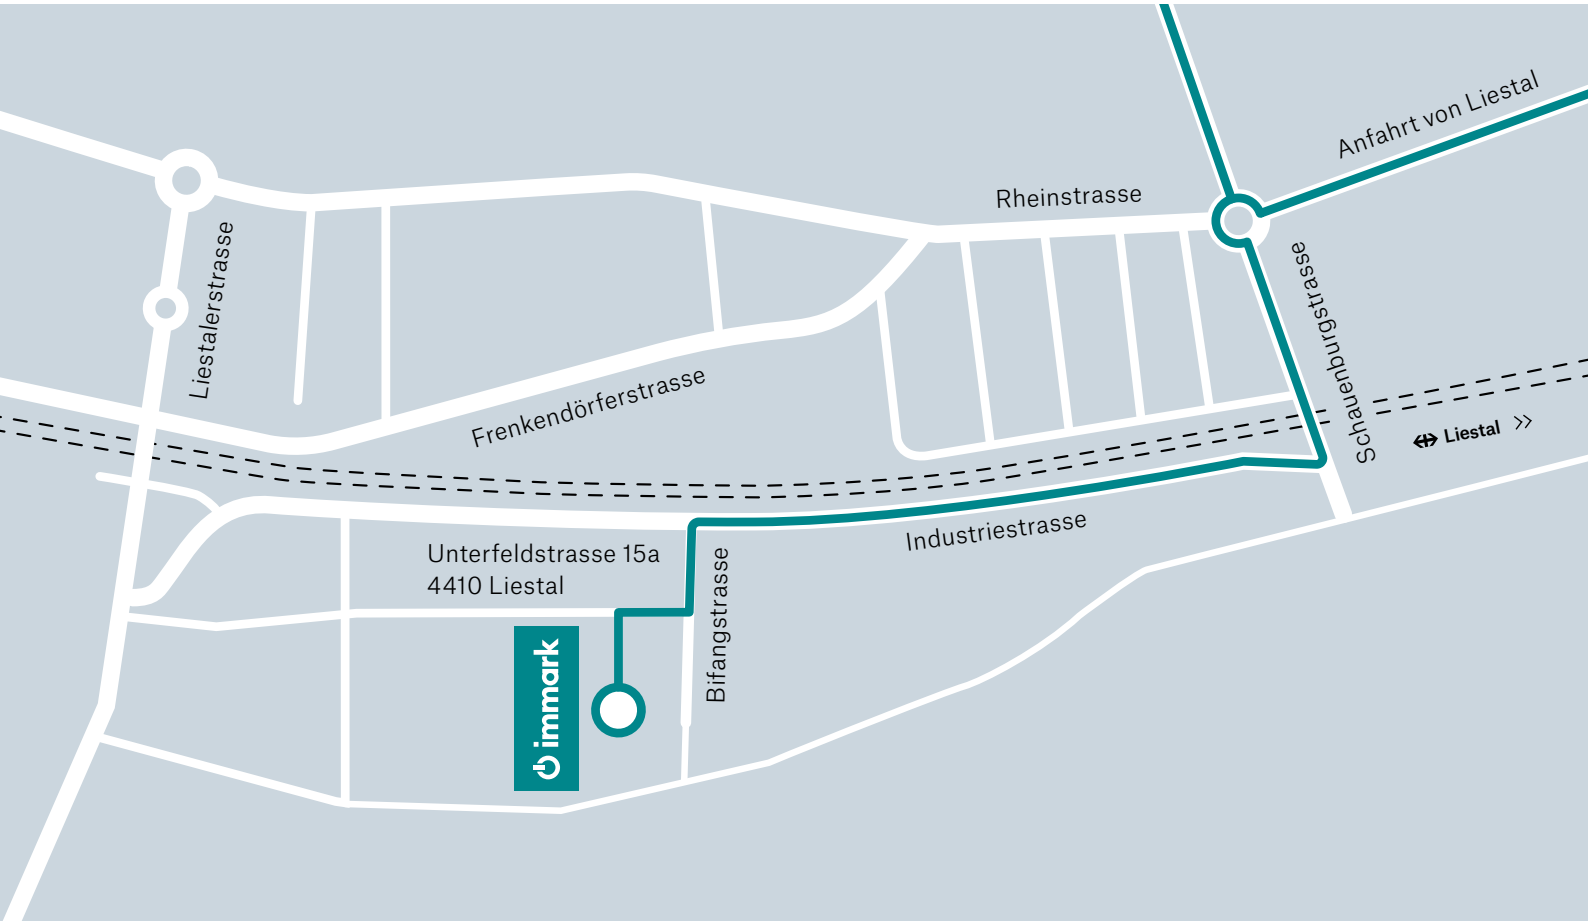 Anfahrt von Liestal
Rheinstrasse
Liestalerstrasse
Schauenburgstrasse
Frenkendörferstrasse
Liestal
Industriestrasse
Unterfeldstrasse 15a
4410 Liestal
Bifangstrasse
immark